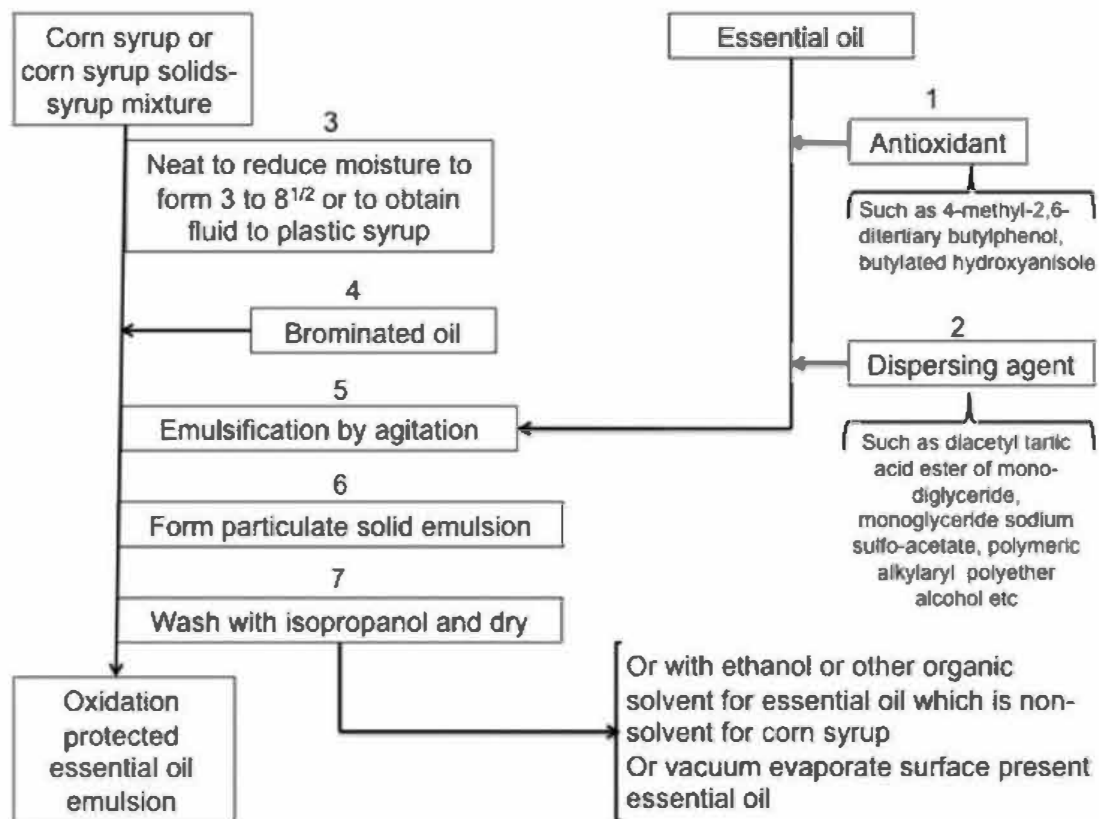 Corn syrup or
corn syrup solids-
syrup mixture
3
Neat to reduce moisture to
form 3 to 8 1/2 or to obtain
fluid to plastic syrup
4
Brominated oil
5
Emulsification by agitation
6
Form particulate solid emulsion
7
Wash with isopropanol and dry
Oxidation
protected
essential oil
emulsion
Essential oil
1
Antioxidant
Such as 4-methyl-2,6-
ditertiary butylphenol,
butylated hydroxyanisole
2
Dispersing agent
Such as diacetyl tartic
acid ester of mono-
diglyceride,
monoglyceride sodium
sulfo-acetate, polymeric
alkylaryl polyether
alcohol etc
Or with ethanol or other organic
solvent for essential oil which is non-
solvent for corn syrup
Or vacuum evaporate surface present
essential oil